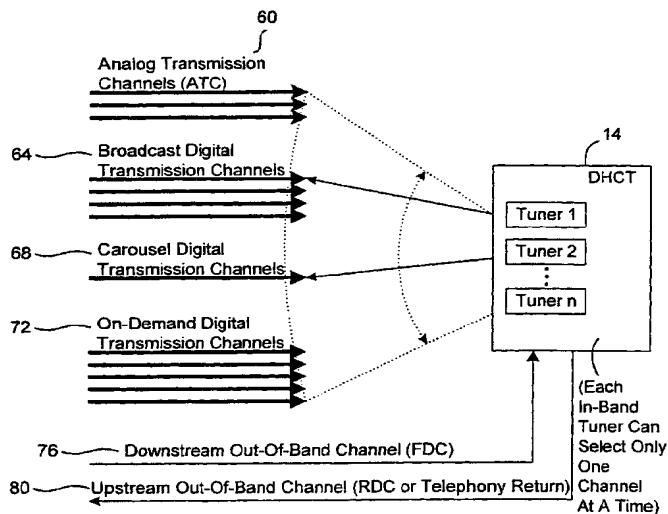 60
Analog Transmission
Channels (ATC)
64
Broadcast Digital
Transmission Channels
68
Carousel Digital
Transmission Channels
72
On-Demand Digital
Transmission Channels
14
DHCT
Tuner 1
Tuner 2
Tuner n
(Each
In-Band
Tuner Can
Select Only
One
Channel
At A Time)
76
Downstream Out-Of-Band Channel (FDC)
80
Upstream Out-Of-Band Channel (RDC or Telephony Return)